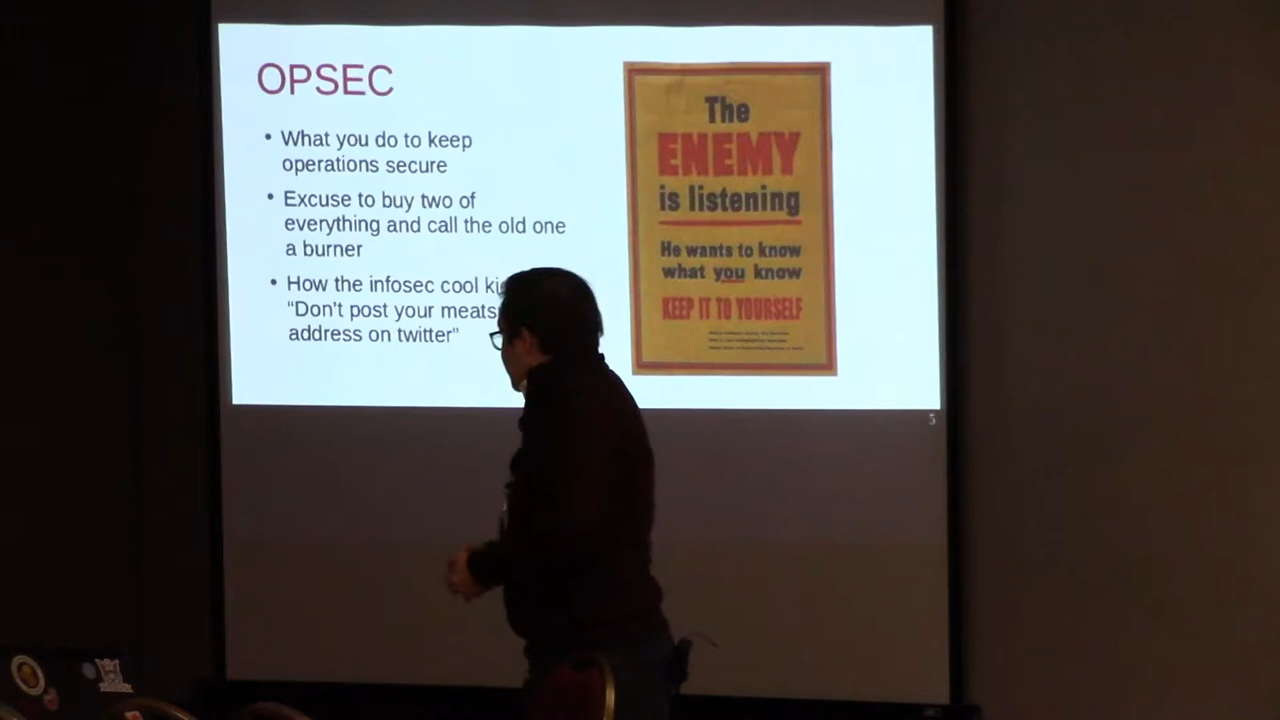 OPSEC
• What you do to keep
operations secure
• Excuse to buy two of
everything and call the old one
a burner
• How the infosec cool
“Don’t post your
address on twitter”
The
ENEMY
is listening
He wants to know
what you know
KEEP IT TO YOURSELF
5